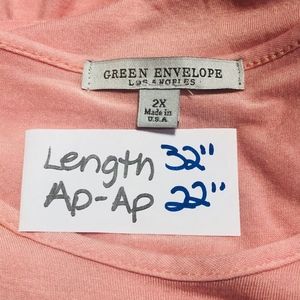 GREEN ENVELOPE
LOS ANGELES
2X
Made in
U.S.A
Length 32"
Ap-Ap 22"